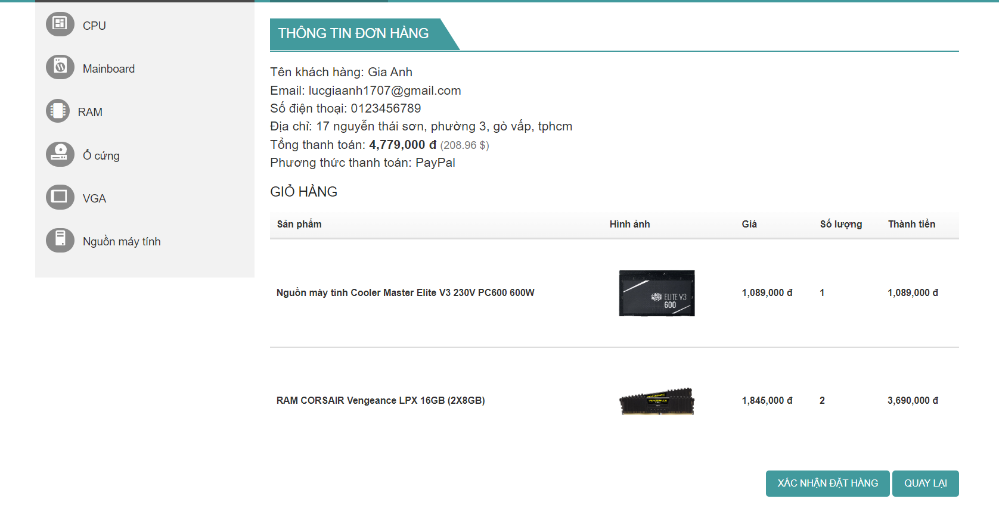 CPU
Mainboard
RAM
Ổ cứng
VGA
Nguồn máy tính
THÔNG TIN ĐƠN HÀNG
Tên khách hàng: Gia Anh
Email: lucgiaanh1707@gmail.com
Số điện thoại: 0123456789
Địa chỉ: 17 nguyễn thái sơn, phường 3, gò vấp, tphcm
Tổng thanh toán: 4,779,000 đ (208.96 $)
Phương thức thanh toán: PayPal
GIỎ HÀNG
Sản phẩm Hình ảnh Giá Số lượng Thành tiền
Nguồn máy tính Cooler Master Elite V3 230V PC600 600W 1,089,000 đ 1 1,089,000 đ
ELITE V3
600
RAM CORSAIR Vengeance LPX 16GB (2X8GB) 1,845,000 đ 2 3,690,000 đ
VENGEANCE
LPX
XÁC NHẬN ĐẶT HÀNG QUAY LẠI